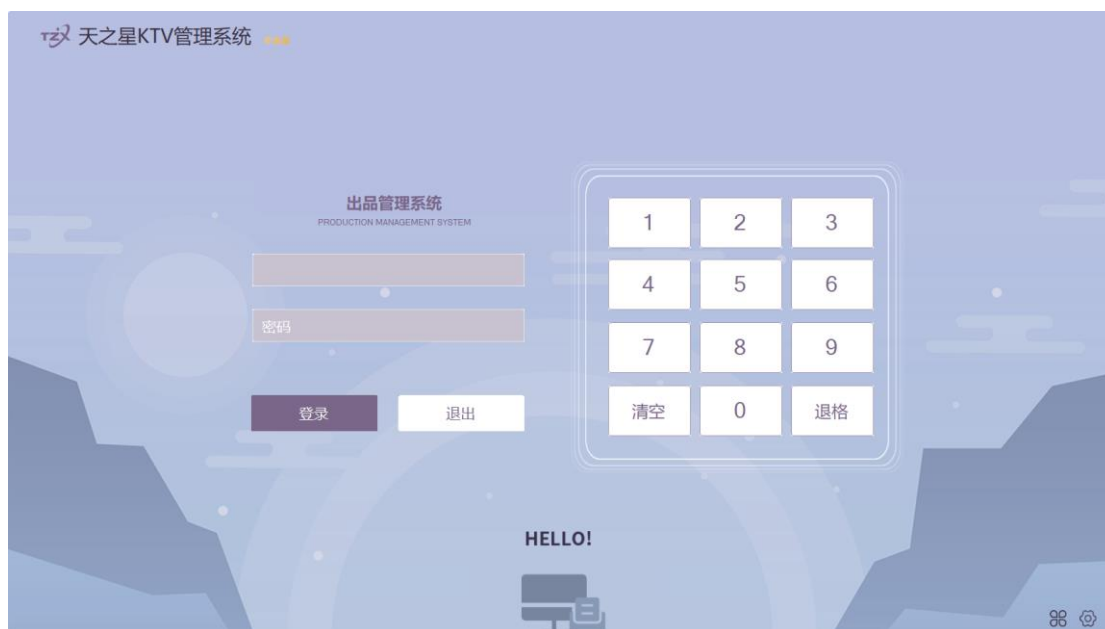 TZX 天之星KTV管理系统
出品管理系统
PRODUCTION MANAGEMENT SYSTEM
密码
登录 退出
1 2 3
4 5 6
7 8 9
清空 0 退格
HELLO!